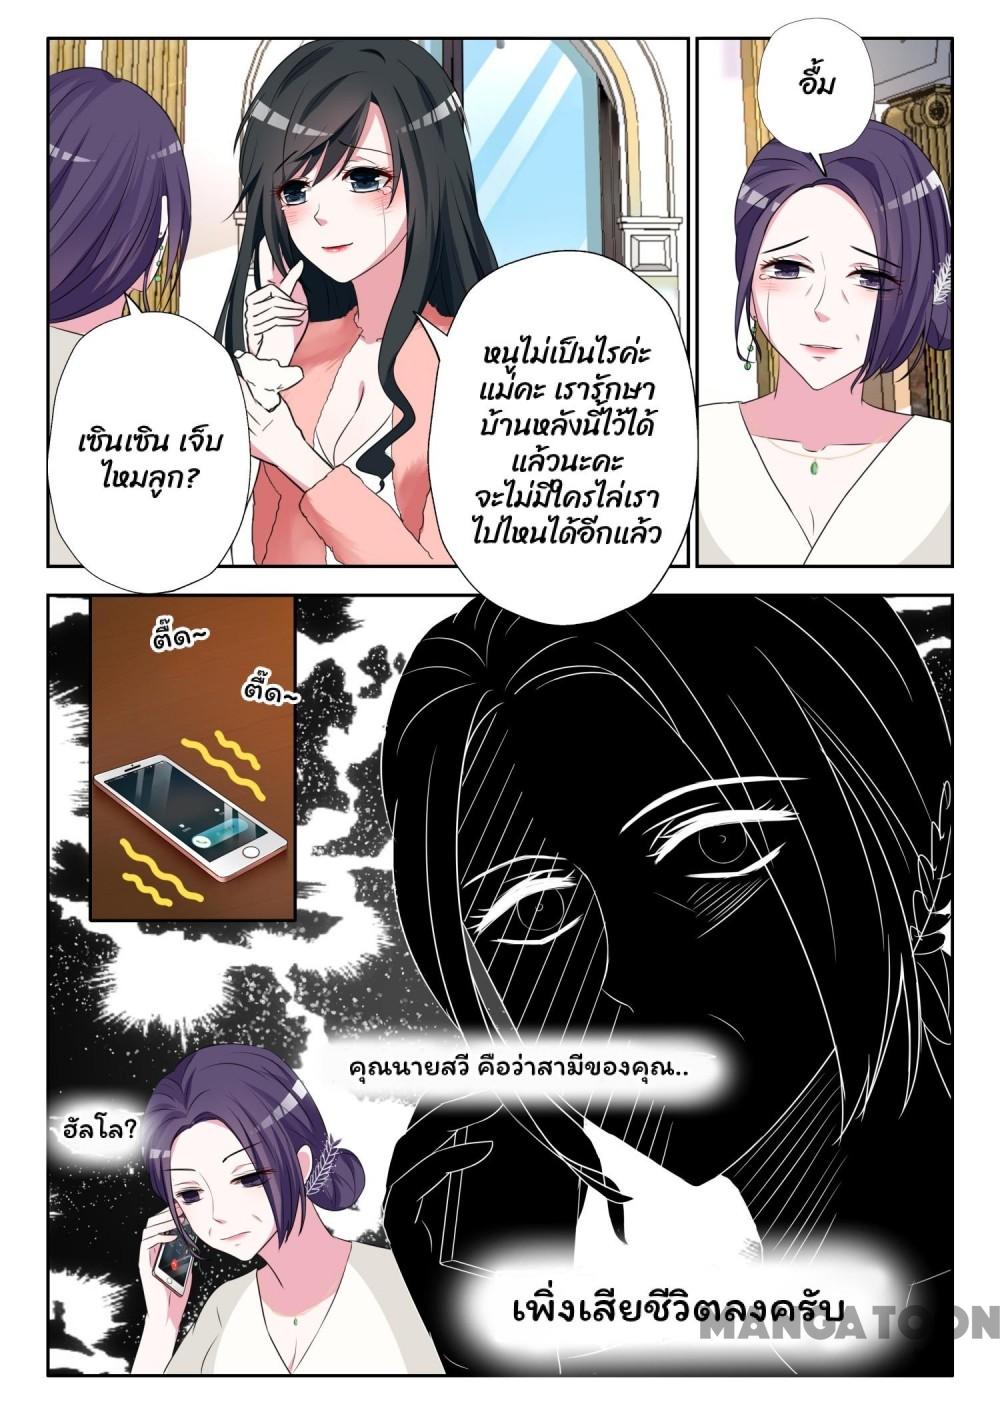 เซินเซิน เจ็บ
ไหมลูก?
หนูไม่เป็นไรค่ะ
แม่คะ เรารักษา
บ้านหลังนี้ไว้ได้
แล้วนะคะ
จะไม่มีใครไล่เรา
ไปไหนได้อีกแล้ว
อื้ม
ตื๊ด~
ตื๊ด~
ฮัลโล?
คุณนายสวี คือว่าสามีของคุณ..
เพิ่งเสียชีวิตลงครับ
MANGATOON